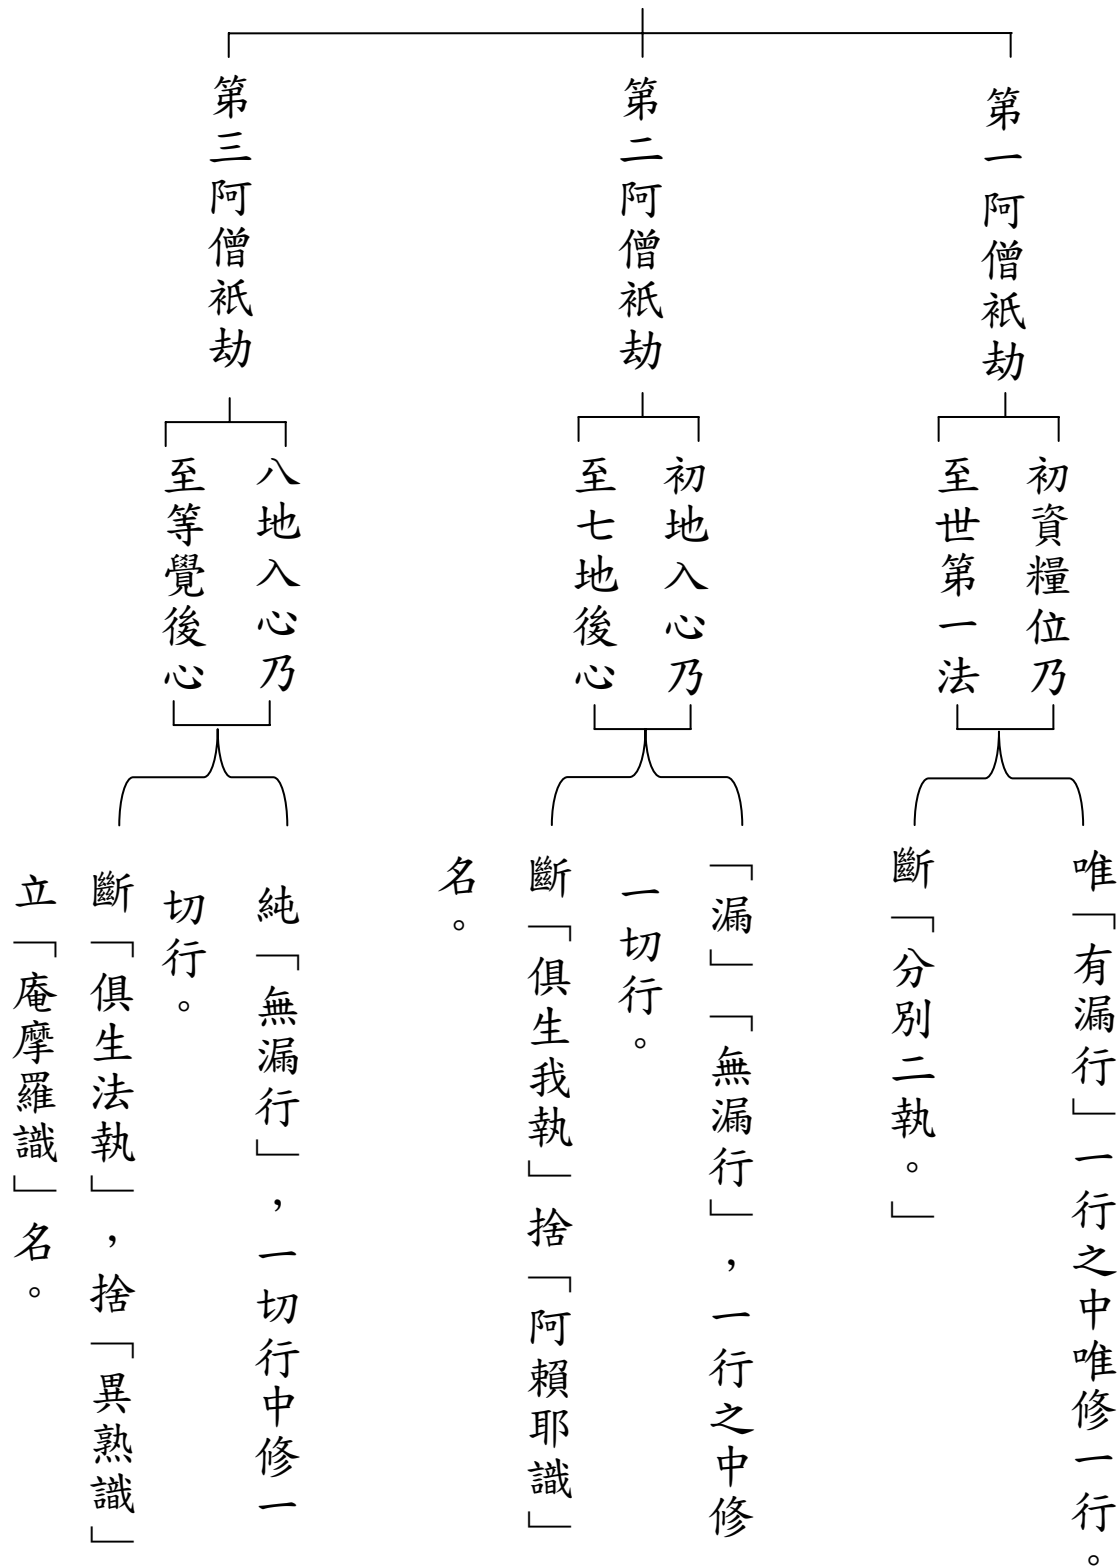 第一阿僧祇劫
初資糧位乃
至世第一法
唯「有漏行」一行之中唯修一行。
斷「分別二執。」
第二阿僧祇劫
初地入心乃
至七地後心
「漏」「無漏行」，一行之中修
一切行。
斷「俱生我執」捨「阿賴耶識」
名。
第三阿僧祇劫
八地入心乃
至等覺後心
純「無漏行」，一切行中修一
切行。
斷「俱生法執」，捨「異熟識」
立「庵摩羅識」名。